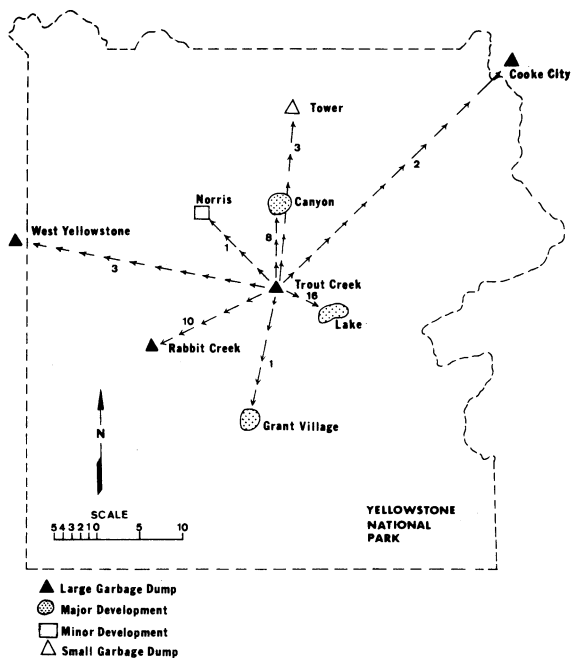 Cooke City
Tower
3
2
Norris
Canyon
West Yellowstone
8
1
3
Trout Creek
16
10
Lake
Rabbit Creek
1
Grant Village
N
SCALE
5 4 3 2 1 0 5 10
YELLOWSTONE
NATIONAL
PARK
Large Garbage Dump
Major Development
Minor Development
Small Garbage Dump